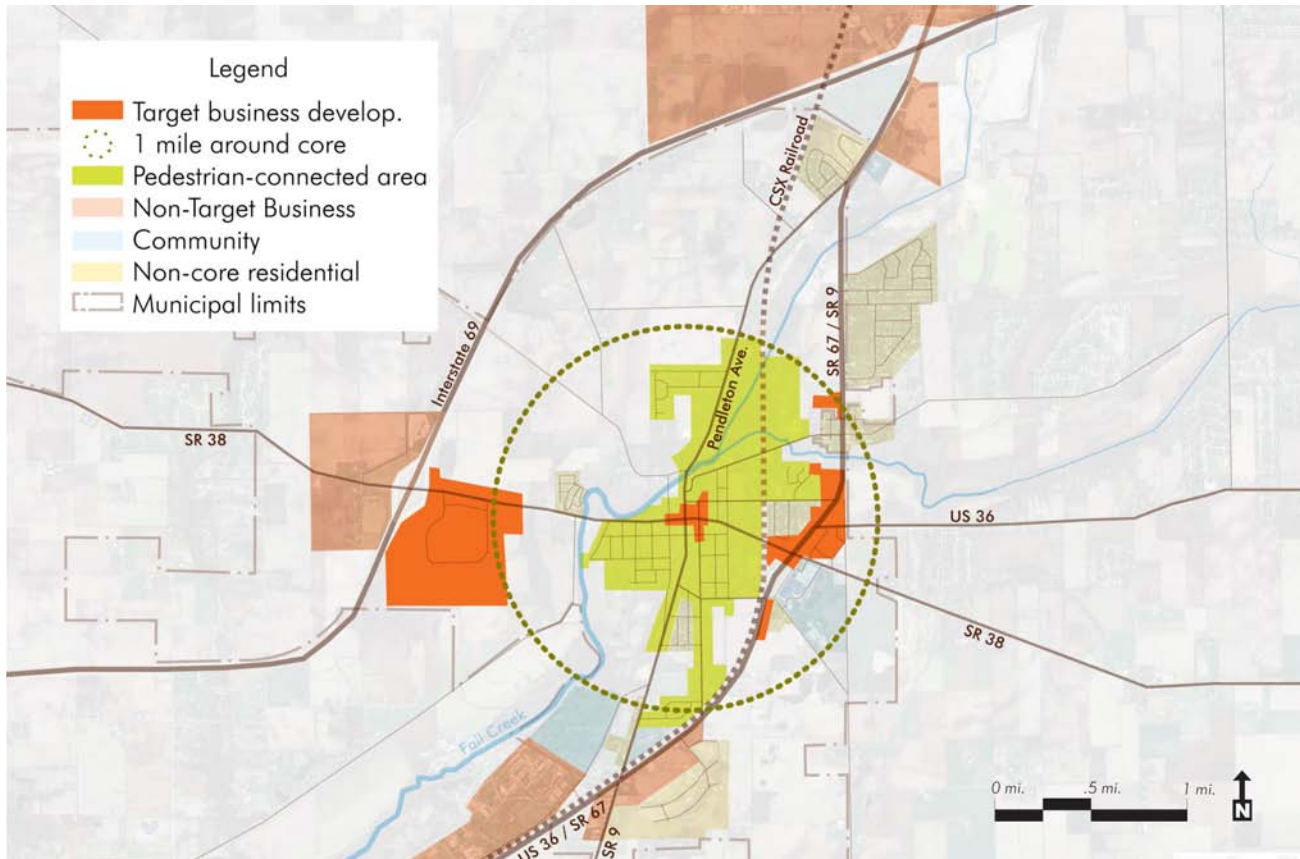 Legend
Target business develop.
1 mile around core
Pedestrian-connected area
Non-Target Business
Community
Non-core residential
Municipal limits
CSX Railroad
Interstate 69
SR 67 / SR 9
Pendleton Ave.
SR 38
US 36
SR 38
Fall Creek
0 mi.
.5 mi.
1 mi.
N
US 36 / SR 67
SR 9